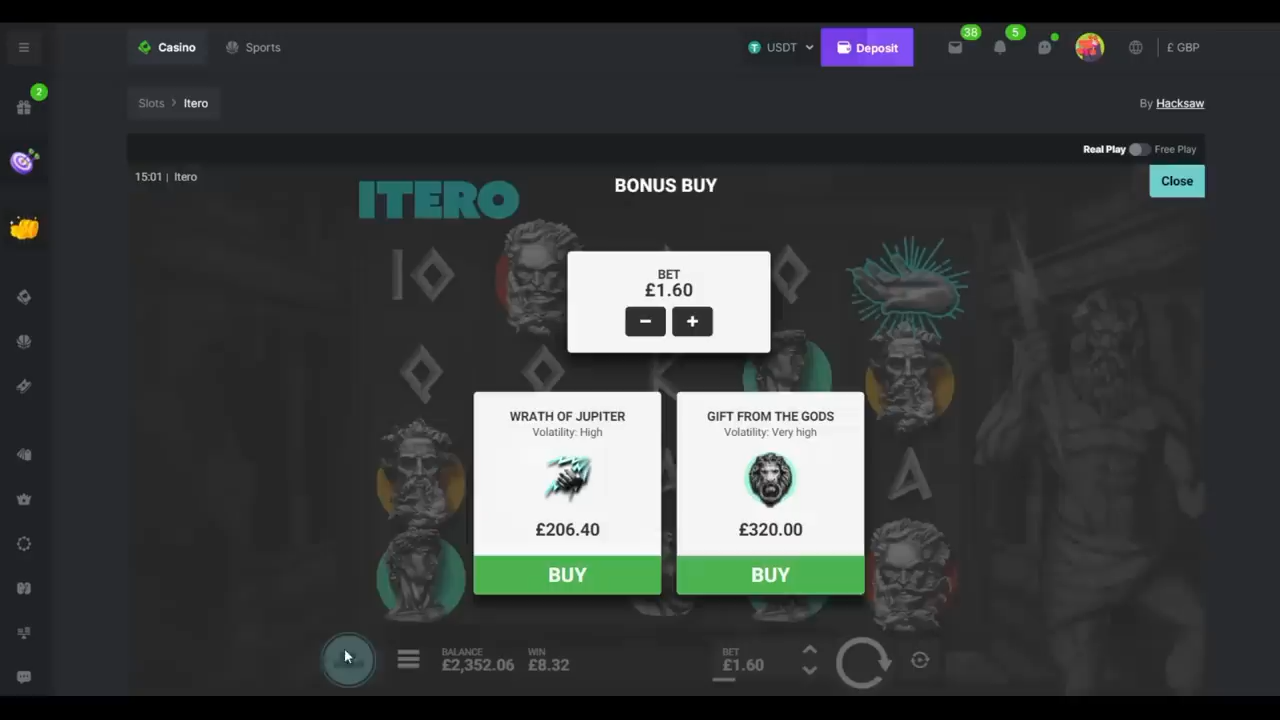 Casino
Sports
USDT
Deposit
38
5
£ GBP
2
Slots > Itero
By Hacksaw
Real Play
Free Play
15:01 | Itero
ITERO
BONUS BUY
Close
BET
£1.60
−
+
WRATH OF JUPITER
Volatility: High
£206.40
BUY
GIFT FROM THE GODS
Volatility: Very high
£320.00
BUY
BALANCE
£2,352.06
WIN
£8.32
BET
£1.60